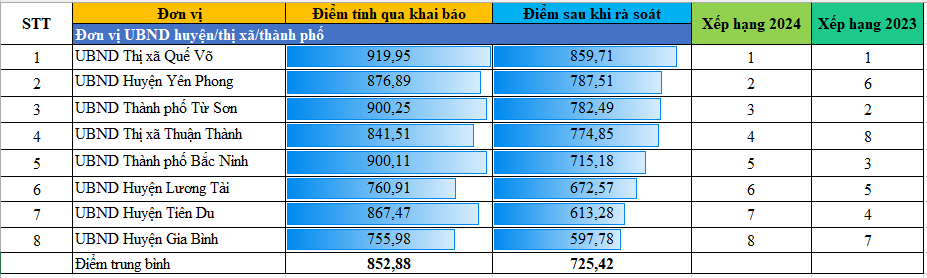 STT Đơn vị Điểm tính qua khai báo Điểm sau khi rà soát Xếp hạng 2024 Xếp hạng 2023
Đơn vị UBND huyện/thị xã/thành phố
1 UBND Thị xã Quế Võ 919,95 859,71 1 1
2 UBND Huyện Yên Phong 876,89 787,51 2 6
3 UBND Thành phố Từ Sơn 900,25 782,49 3 2
4 UBND Thị xã Thuận Thành 841,51 774,85 4 8
5 UBND Thành phố Bắc Ninh 900,11 715,18 5 3
6 UBND Huyện Lương Tài 760,91 672,57 6 5
7 UBND Huyện Tiên Du 867,47 613,28 7 4
8 UBND Huyện Gia Bình 755,98 597,78 8 7
Điểm trung bình 852,88 725,42